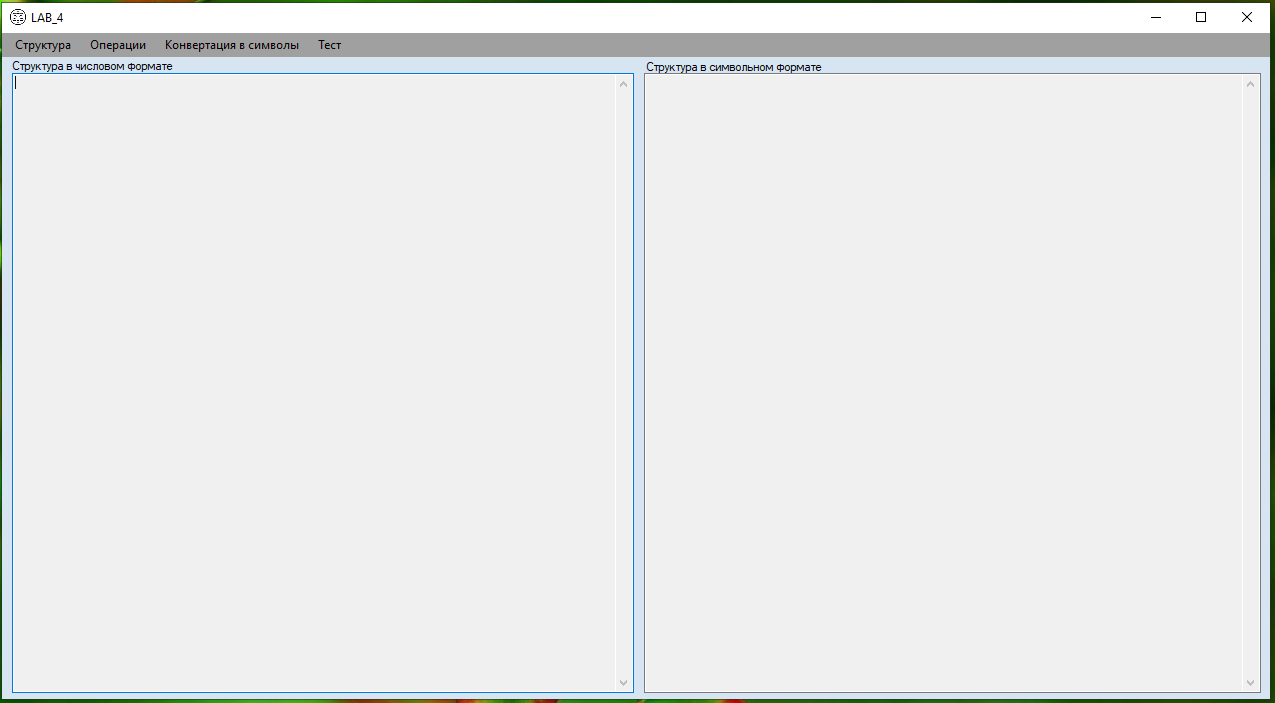 LAB_4
Структура Операции Конвертация в символы Тест
Структура в числовом формате
Структура в символьном формате